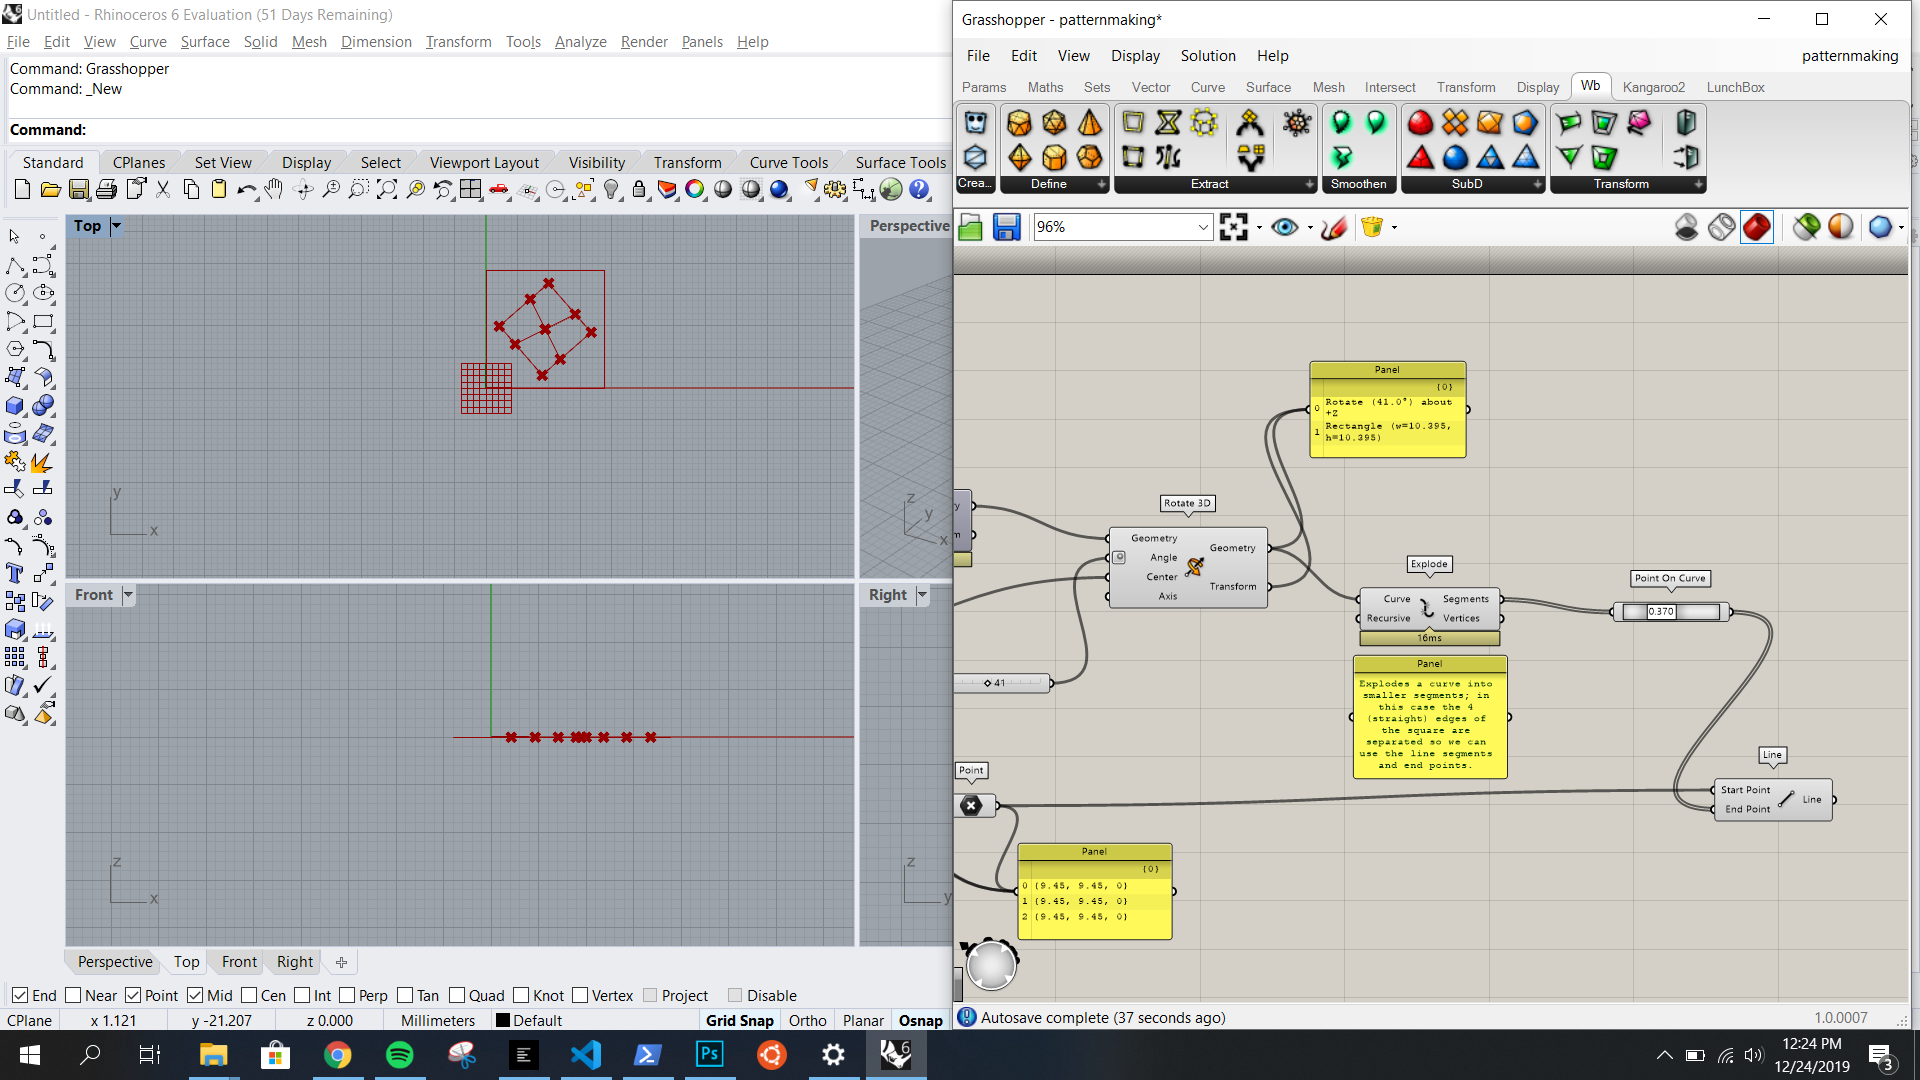 Untitled - Rhinoceros 6 Evaluation (51 Days Remaining)
File Edit View Curve Surface Solid Mesh Dimension Transform Tools Analyze Render Panels Help
Command: Grasshopper
Command: _New
Command:
Standard CPlanes Set View Display Select Viewport Layout Visibility Transform Curve Tools Surface Tools
Top
Perspective
y
x
z
y
x
Front
Right
z
x
z
y
Perspective Top Front Right
End Near Point Mid Cen Int Perp Tan Quad Knot Vertex Project Disable
CPlane x 1.121 y -21.207 z 0.000 Millimeters Default Grid Snap Ortho Planar Osnap
Grasshopper - patternmaking*
File Edit View Display Solution Help patternmaking
Params Maths Sets Vector Curve Surface Mesh Intersect Transform Display Wb Kangaroo2 LunchBox
Crea... Define Extract Smoothen SubD Transform
96%
Panel
{0}
0 Rotate (41.0°) about
+Z
1 Rectangle (w=10.395,
h=10.395)
y
m
Rotate 3D
Geometry
Angle
Center
Axis
Geometry
Transform
41
Explode
Curve
Recursive
Segments
Vertices
16ms
Point On Curve
0.370
Panel
Explodes a curve into
smaller segments; in
this case the 4
(straight) edges of
the square are
separated so we can
use the line segments
and end points.
Line
Start Point
End Point
Line
Point
Panel
{0}
0 {9.45, 9.45, 0}
1 {9.45, 9.45, 0}
2 {9.45, 9.45, 0}
Autosave complete (37 seconds ago)
1.0.0007
Ps
6
12:24 PM
12/24/2019
3